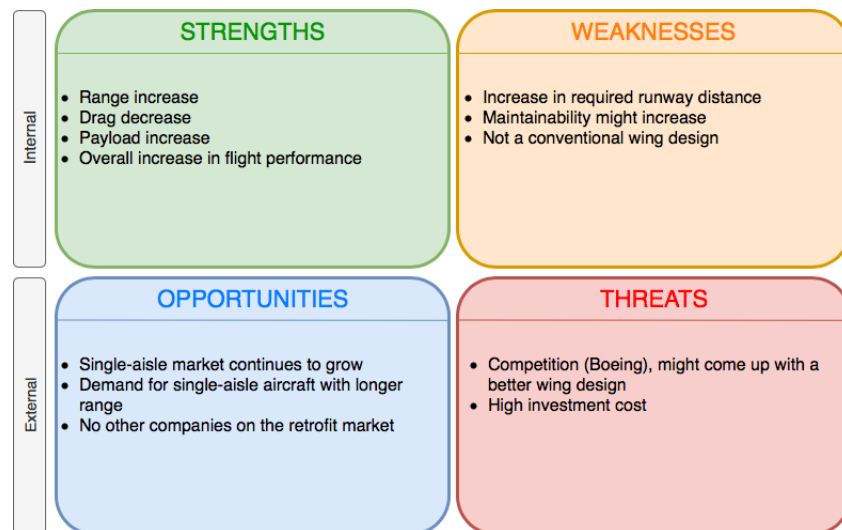 Internal
STRENGTHS
• Range increase
• Drag decrease
• Payload increase
• Overall increase in flight performance
WEAKNESSES
• Increase in required runway distance
• Maintainability might increase
• Not a conventional wing design
External
OPPORTUNITIES
• Single-aisle market continues to grow
• Demand for single-aisle aircraft with longer
range
• No other companies on the retrofit market
THREATS
• Competition (Boeing), might come up with a
better wing design
• High investment cost